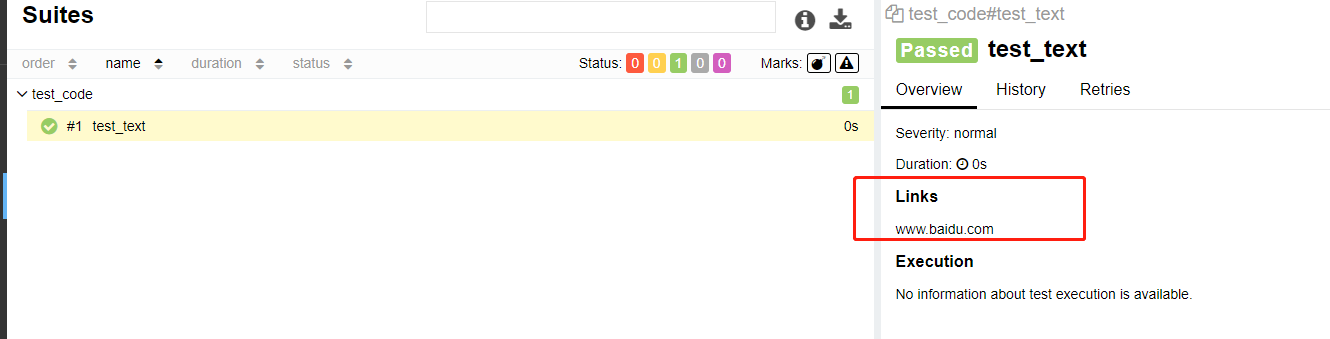 Suites
order name duration status Status: 0 0 1 0 0 Marks:
test_code 1
#1 test_text 0s
test_code#test_text
Passed test_text
Overview History Retries
Severity: normal
Duration: 0s
Links
www.baidu.com
Execution
No information about test execution is available.